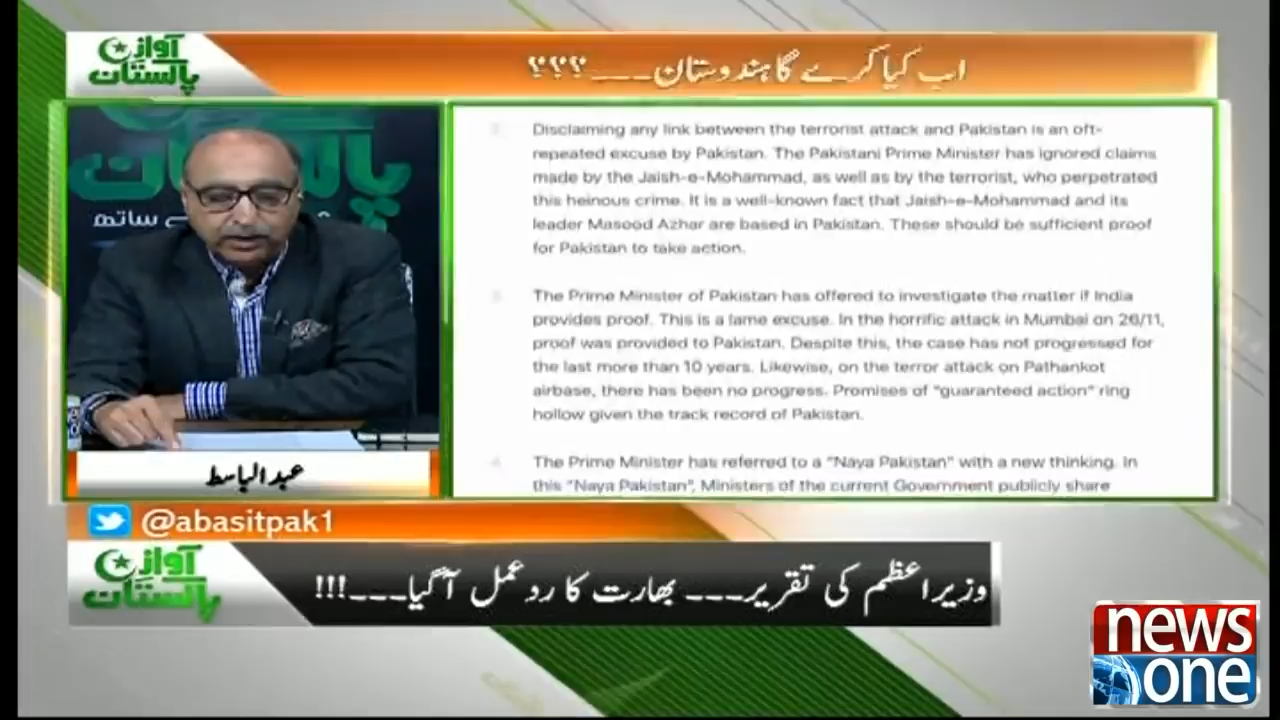 آوازِ
پاکستان
اب کیا کرے گا ہندوستان ۔۔۔ ؟؟؟
پاکستان
کے ساتھ
Disclaiming any link between the terrorist attack and Pakistan is an oft-
repeated excuse by Pakistan. The Pakistani Prime Minister has ignored claims
made by the Jaish-e-Mohammad, as well as by the terrorist, who perpetrated
this heinous crime. It is a well-known fact that Jaish-e-Mohammad and its
leader Masood Azhar are based in Pakistan. These should be sufficient proof
for Pakistan to take action.
The Prime Minister of Pakistan has offered to investigate the matter if India
provides proof. This is a lame excuse. In the horrific attack in Mumbai on 26/11,
proof was provided to Pakistan. Despite this, the case has not progressed for
the last more than 10 years. Likewise, on the terror attack on Pathankot
airbase, there has been no progress. Promises of "guaranteed action" ring
hollow given the track record of Pakistan.
The Prime Minister has referred to a "Naya Pakistan" with a new thinking. In
this "Naya Pakistan", Ministers of the current Government publicly share
عبدالباسط
@abasitpak1
آوازِ
پاکستان
وزیراعظم کی تقریر ۔۔۔ بھارت کا ردعمل آگیا ۔۔۔ !!!
news
one